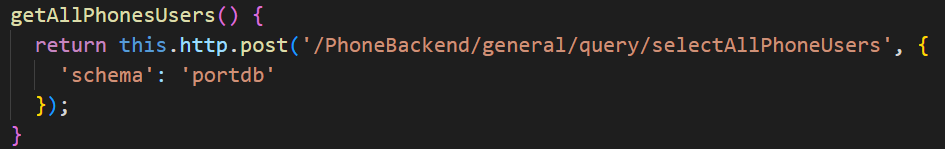 getAllPhonesUsers() {
return this.http.post('/PhoneBackend/general/query/selectAllPhoneUsers', {
'schema': 'portdb'
});
}